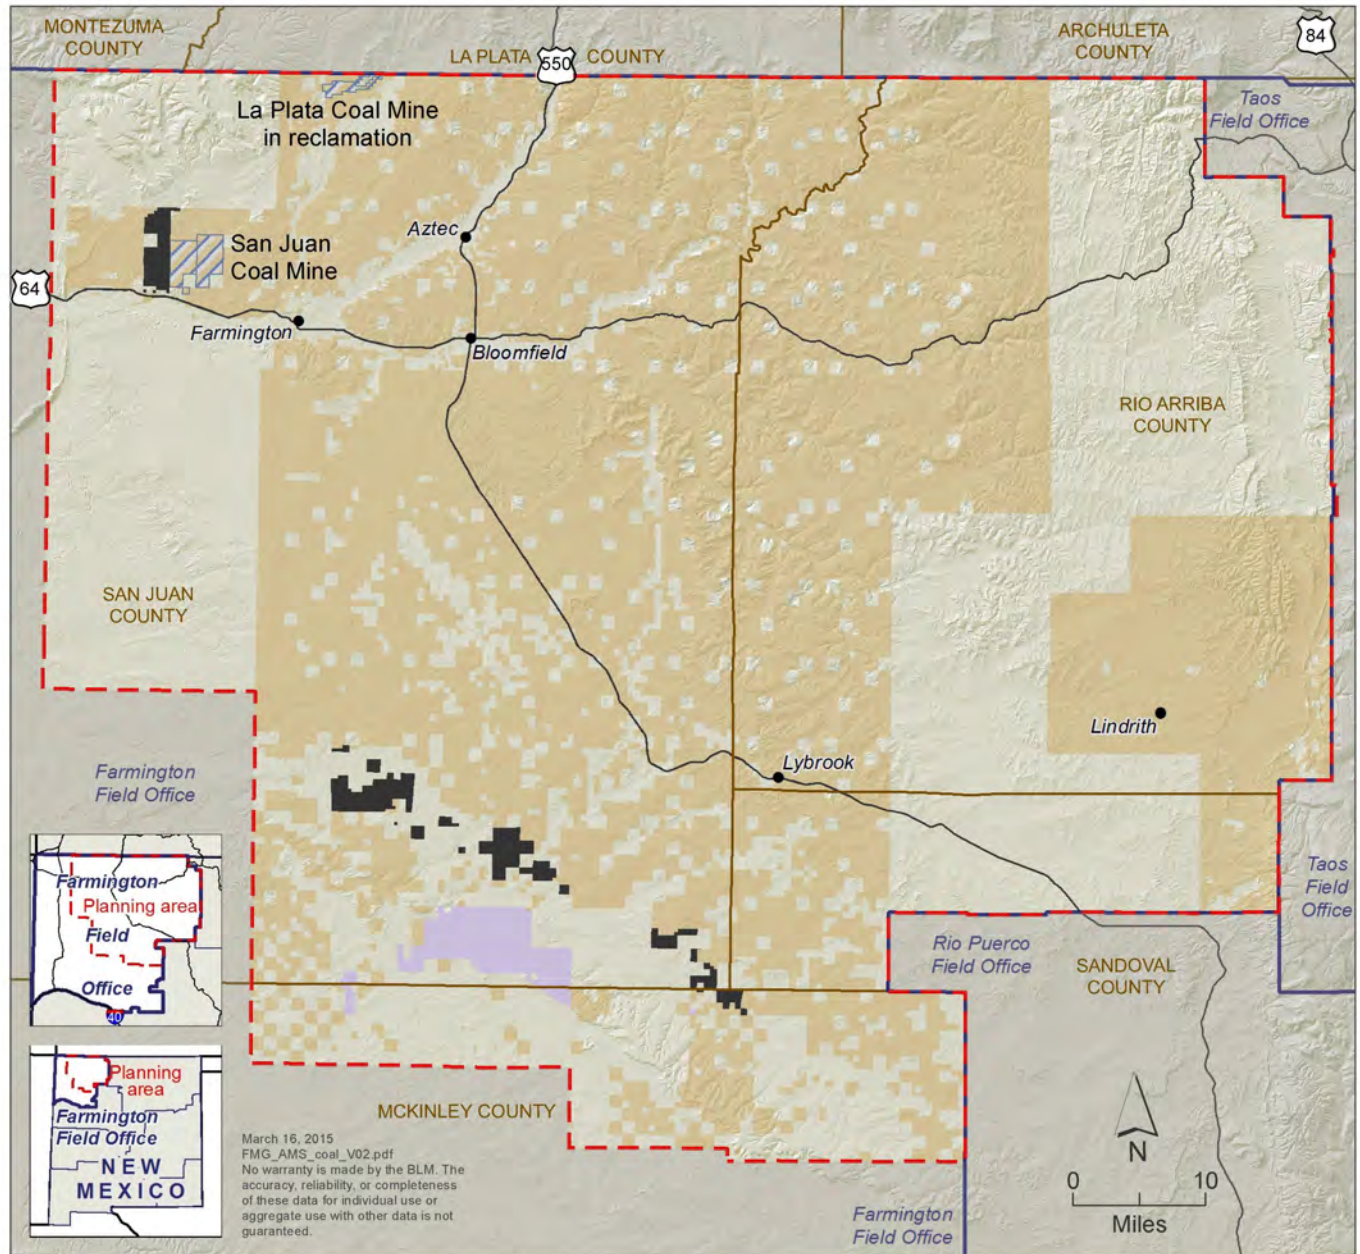 MONTEZUMA
COUNTY
LA PLATA
COUNTY
550
ARCHULETA
COUNTY
84
La Plata Coal Mine
in reclamation
Taos
Field Office
Aztec
San Juan
Coal Mine
64
Farmington
Bloomfield
RIO ARRIBA
COUNTY
SAN JUAN
COUNTY
Lindrith
Lybrook
Farmington
Field Office
Taos
Field
Office
Rio Puerco
Field Office
SANDOVAL
COUNTY
Farmington
Planning area
Field
Office
40
Planning
area
Farmington
Field Office
NEW
MEXICO
MCKINLEY COUNTY
March 16, 2015
FMG_AMS_coal_V02.pdf
No warranty is made by the BLM. The
accuracy, reliability, or completeness
of these data for individual use or
aggregate use with other data is not
guaranteed.
N
0 10
Miles
Farmington
Field Office